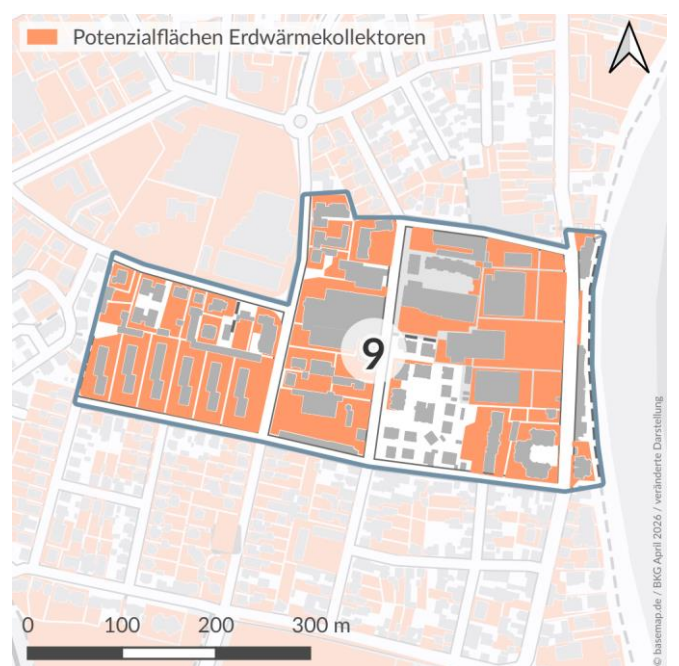 Potenzialflächen Erdwärmekollektoren
9
0 100 200 300 m
© basemap.de / BKG April 2026 / veränderte Darstellung